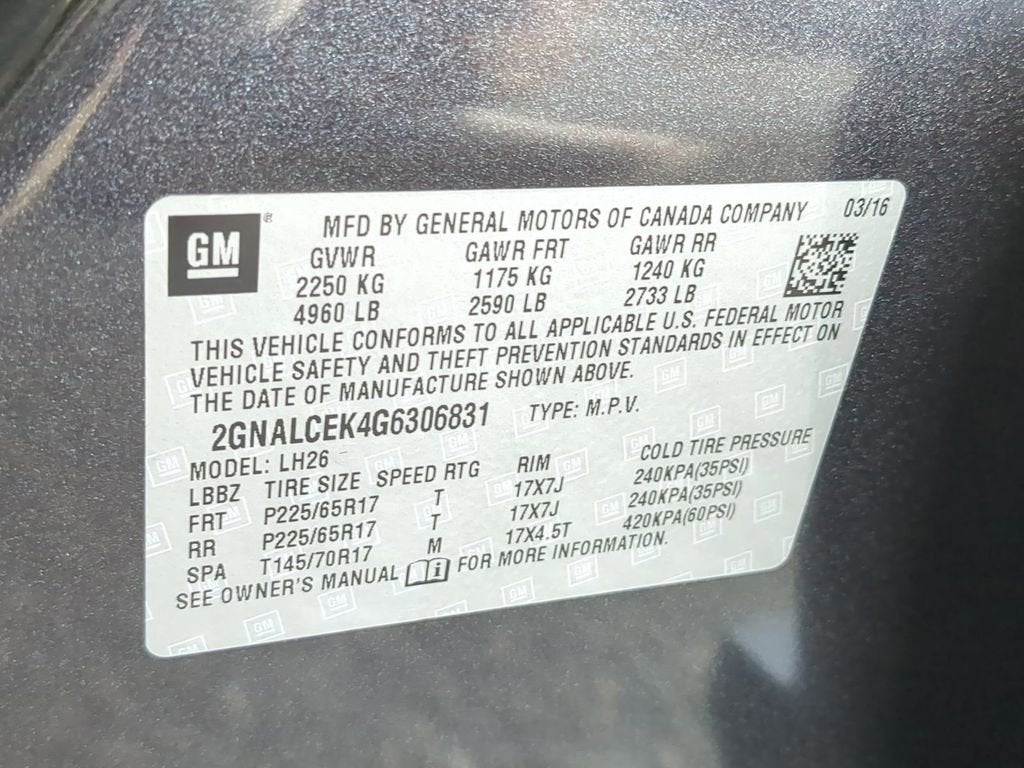 GM®
MFD BY GENERAL MOTORS OF CANADA COMPANY 03/16
GVWR GAWR FRT GAWR RR
2250 KG 1175 KG 1240 KG
4960 LB 2590 LB 2733 LB
THIS VEHICLE CONFORMS TO ALL APPLICABLE U.S. FEDERAL MOTOR
VEHICLE SAFETY AND THEFT PREVENTION STANDARDS IN EFFECT ON
THE DATE OF MANUFACTURE SHOWN ABOVE.
2GNALCEK4G6306831 TYPE: M.P.V.
MODEL: LH26
LBBZ TIRE SIZE SPEED RTG RIM COLD TIRE PRESSURE
FRT P225/65R17 T 17X7J 240KPA(35PSI)
RR P225/65R17 T 17X7J 240KPA(35PSI)
SPA T145/70R17 M 17X4.5T 420KPA(60PSI)
SEE OWNER'S MANUAL i FOR MORE INFORMATION.